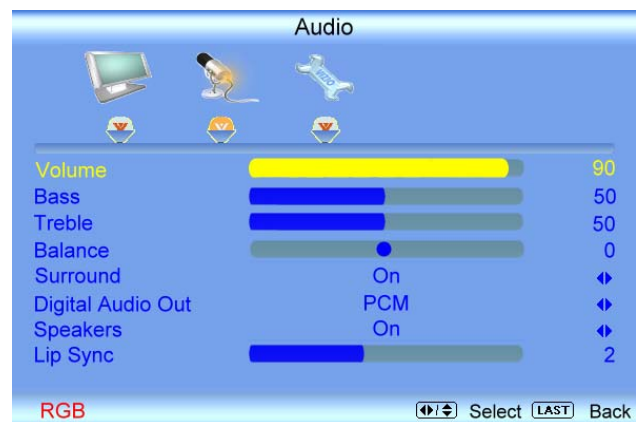 Audio
Volume 90
Bass 50
Treble 50
Balance 0
Surround On
Digital Audio Out PCM
Speakers On
Lip Sync 2
RGB Select LAST Back